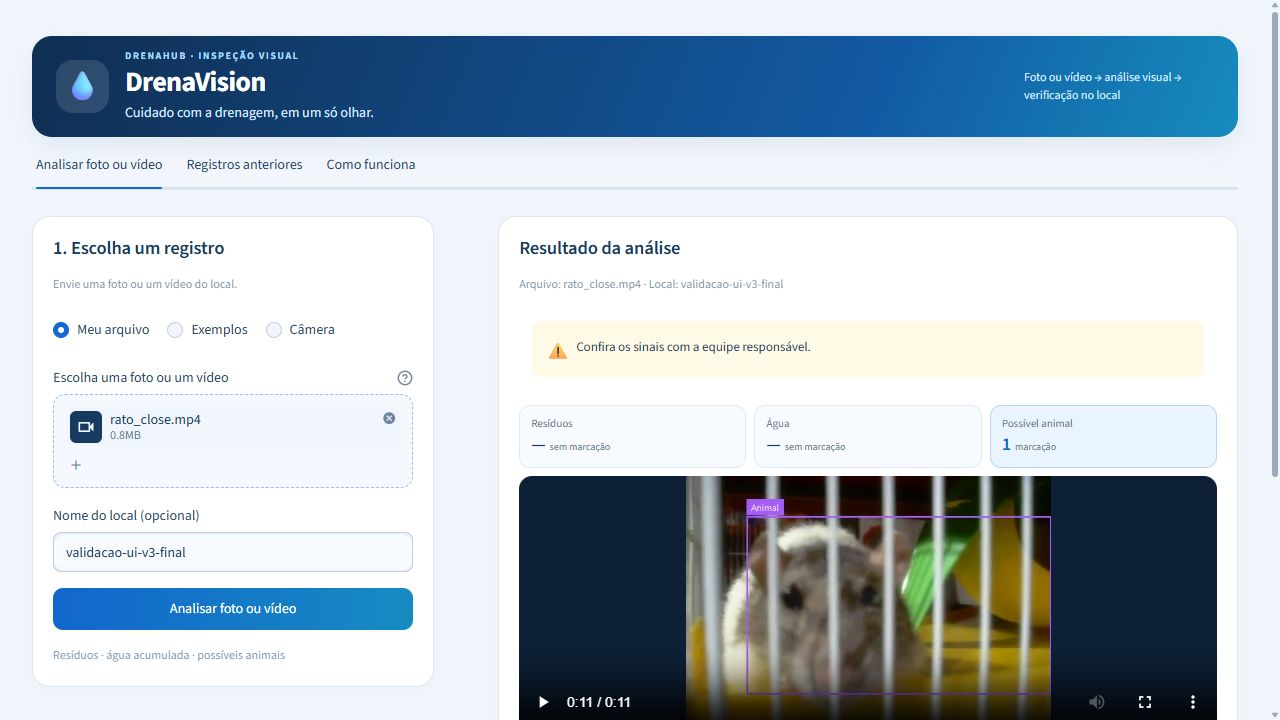 DRENAHUB · INSPEÇÃO VISUAL
DrenaVision
Cuidado com a drenagem, em um só olhar.
Foto ou vídeo → análise visual →
verificação no local
Analisar foto ou vídeo
Registros anteriores
Como funciona
1. Escolha um registro
Envie uma foto ou um vídeo do local.
Meu arquivo
Exemplos
Câmera
Escolha uma foto ou um vídeo
rato_close.mp4
0.8MB
Nome do local (opcional)
validacao-ui-v3-final
Analisar foto ou vídeo
Resíduos · água acumulada · possíveis animais
Resultado da análise
Arquivo: rato_close.mp4 · Local: validacao-ui-v3-final
Confira os sinais com a equipe responsável.
Resíduos
— sem marcação
Água
— sem marcação
Possível animal
1 marcação
Animal
0:11 / 0:11